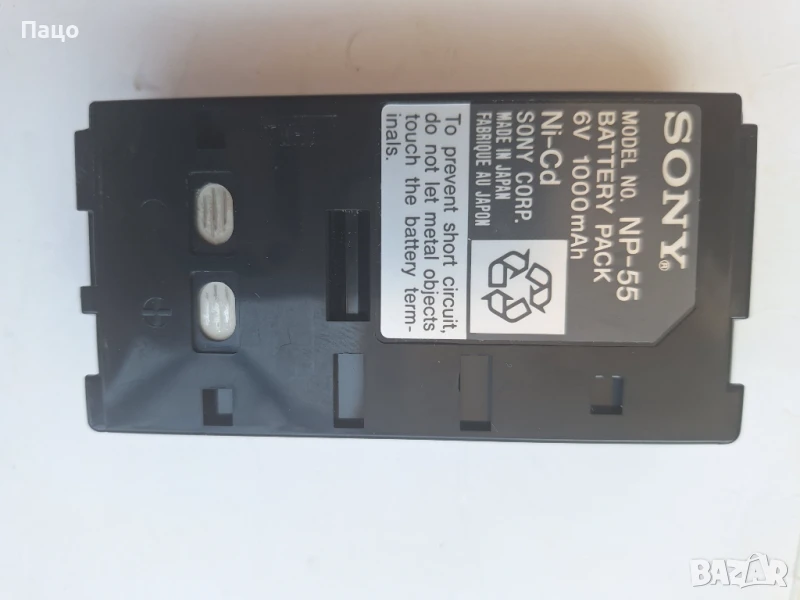 Пацо
SONY®
MODEL NO. NP-55
BATTERY PACK
6V 1000mAh
Ni-Cd
SONY CORP.
MADE IN JAPAN
FABRIQUE AU JAPON
To prevent short circuit,
do not let metal objects
touch the battery term-
inals.
+
BAZAR